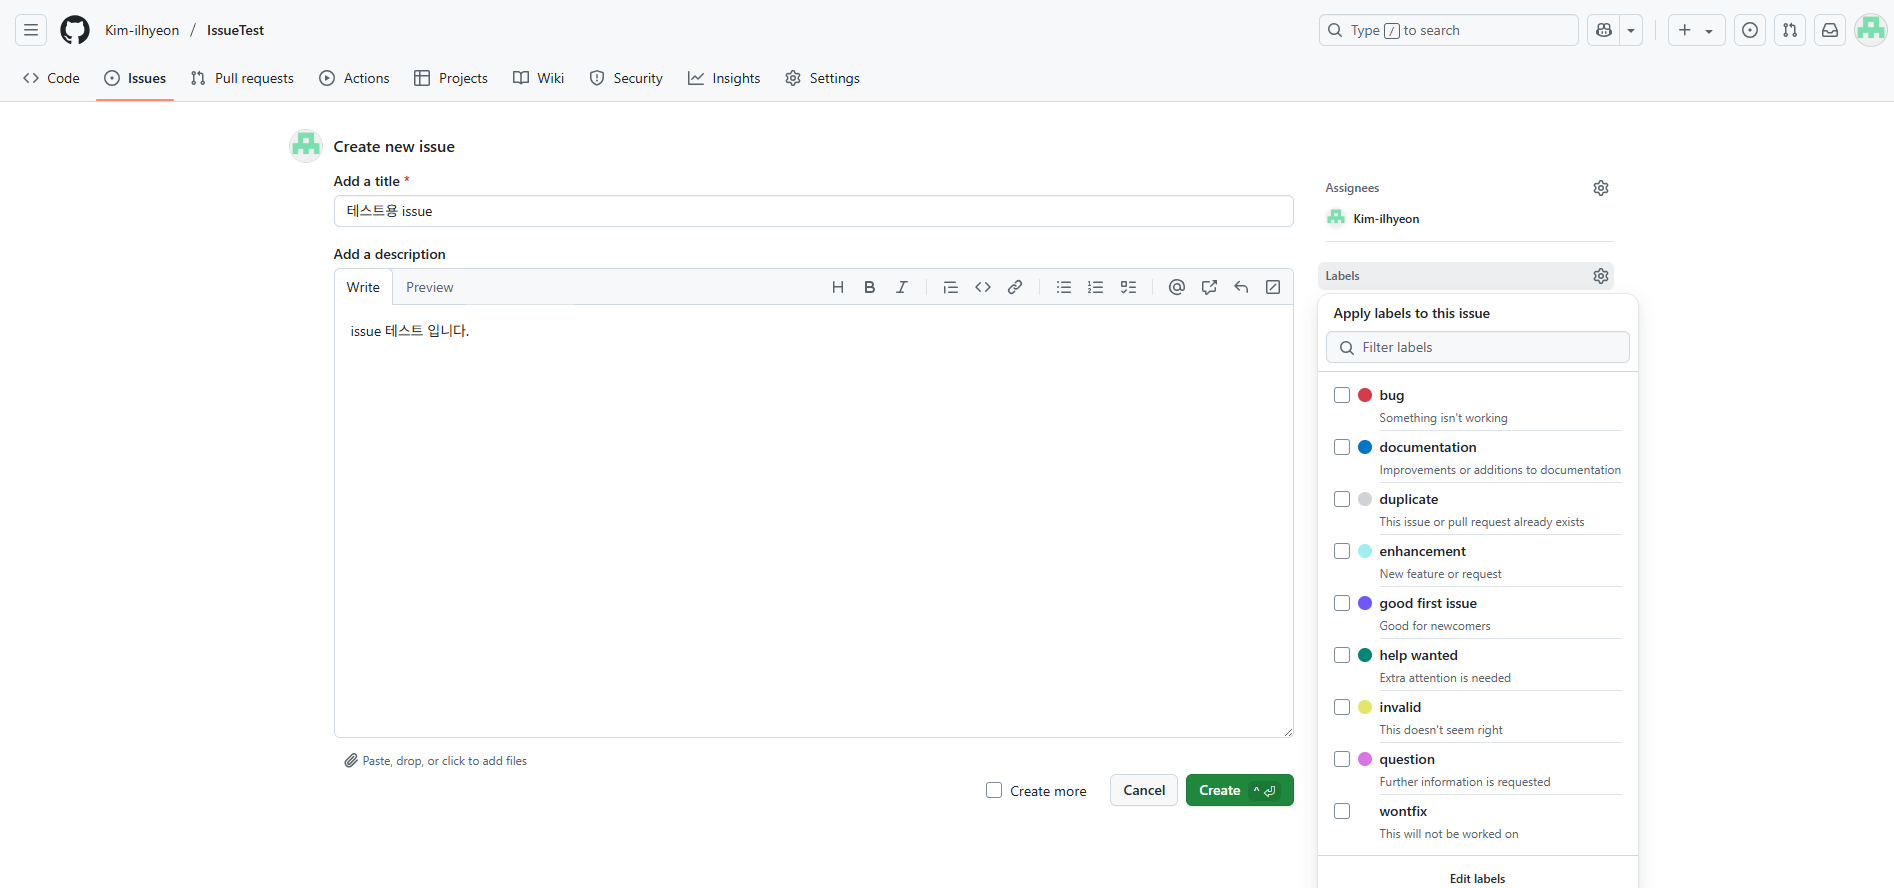 Kim-ilhyeon / IssueTest
Type / to search
Code
Issues
Pull requests
Actions
Projects
Wiki
Security
Insights
Settings
Create new issue
Add a title *
테스트용 issue
Add a description
Write
Preview
issue 테스트 입니다.
Paste, drop, or click to add files
Create more
Cancel
Create ^ ⏎
Assignees
Kim-ilhyeon
Labels
Apply labels to this issue
Filter labels
bug
Something isn't working
documentation
Improvements or additions to documentation
duplicate
This issue or pull request already exists
enhancement
New feature or request
good first issue
Good for newcomers
help wanted
Extra attention is needed
invalid
This doesn't seem right
question
Further information is requested
wontfix
This will not be worked on
Edit labels